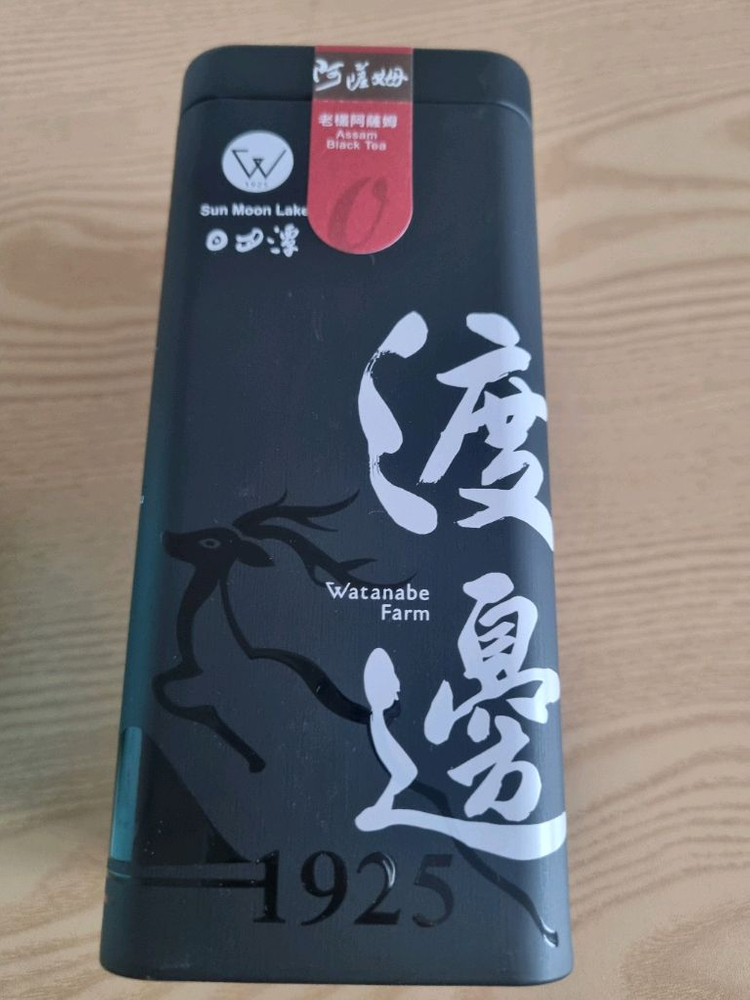 阿薩姆
老欉阿薩姆
Assam
Black Tea
W
1925
Sun Moon Lake
日月潭
渡邊
Watanabe
Farm
1925